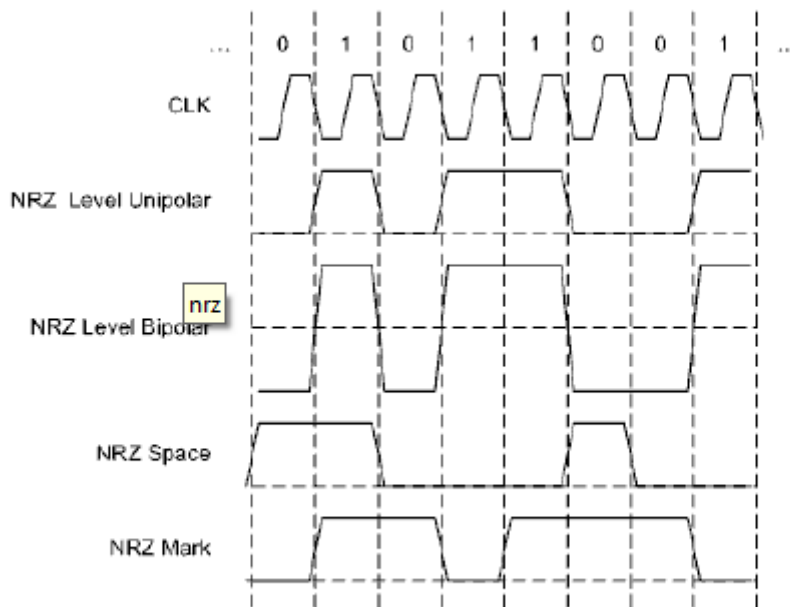 ... 0 1 0 1 1 0 0 1 ..
CLK
NRZ Level Unipolar
nrz
NRZ Level Bipolar
NRZ Space
NRZ Mark